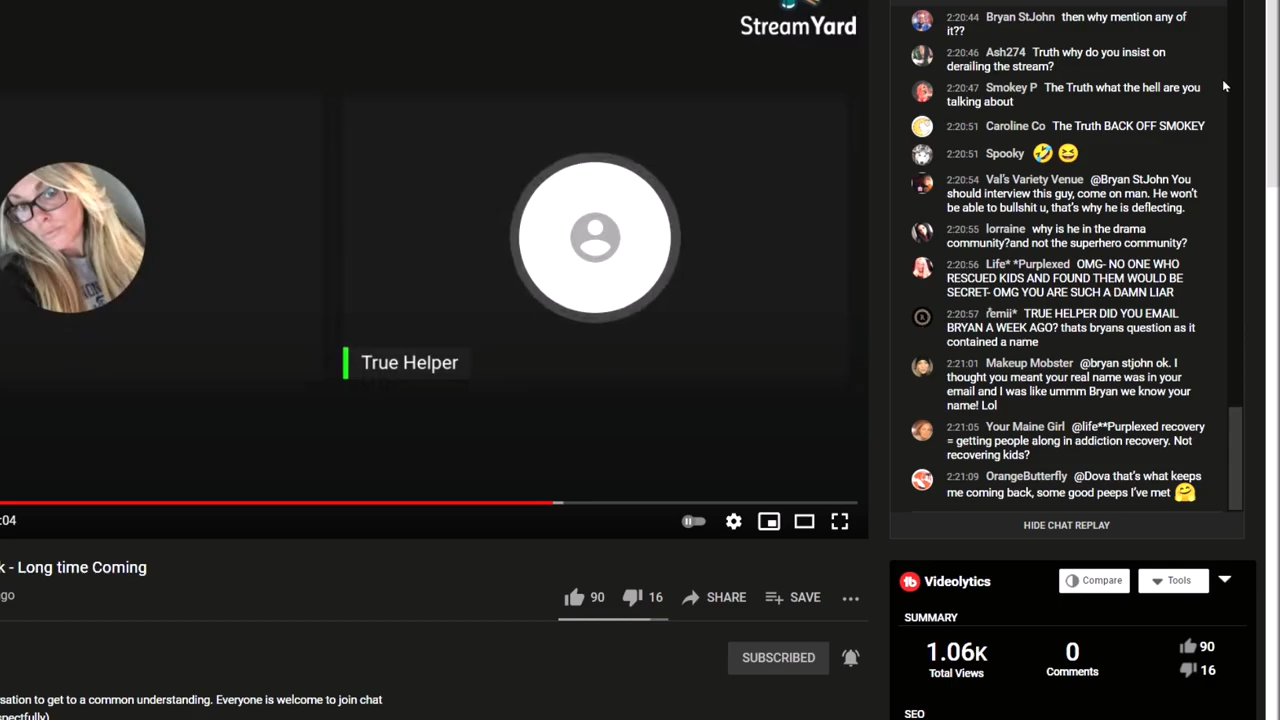 StreamYard
True Helper
:04
k - Long time Coming
go
90
16
SHARE
SAVE
SUBSCRIBED
sation to get to a common understanding. Everyone is welcome to join chat
spectfully)
2:20:44 Bryan StJohn then why mention any of
it??
2:20:46 Ash274 Truth why do you insist on
derailing the stream?
2:20:47 Smokey P The Truth what the hell are you
talking about
2:20:51 Caroline Co The Truth BACK OFF SMOKEY
2:20:51 Spooky 🤣 😆
2:20:54 Val's Variety Venue @Bryan StJohn You
should interview this guy, come on man. He won't
be able to bullshit u, that's why he is deflecting.
2:20:55 lorraine why is he in the drama
community?and not the superhero community?
2:20:56 Life* *Purplexed OMG- NO ONE WHO
RESCUED KIDS AND FOUND THEM WOULD BE
SECRET- OMG YOU ARE SUCH A DAMN LIAR
2:20:57 r̊emii* TRUE HELPER DID YOU EMAIL
BRYAN A WEEK AGO? thats bryans question as it
contained a name
2:21:01 Makeup Mobster @bryan stjohn ok. I
thought you meant your real name was in your
email and I was like ummm Bryan we know your
name! Lol
2:21:05 Your Maine Girl @life**Purplexed recovery
= getting people along in addiction recovery. Not
recovering kids?
2:21:09 OrangeButterfly @Dova that's what keeps
me coming back, some good peeps I've met 🤗
HIDE CHAT REPLAY
Videolytics
Compare
Tools
SUMMARY
1.06K
Total Views
0
Comments
90
16
SEO